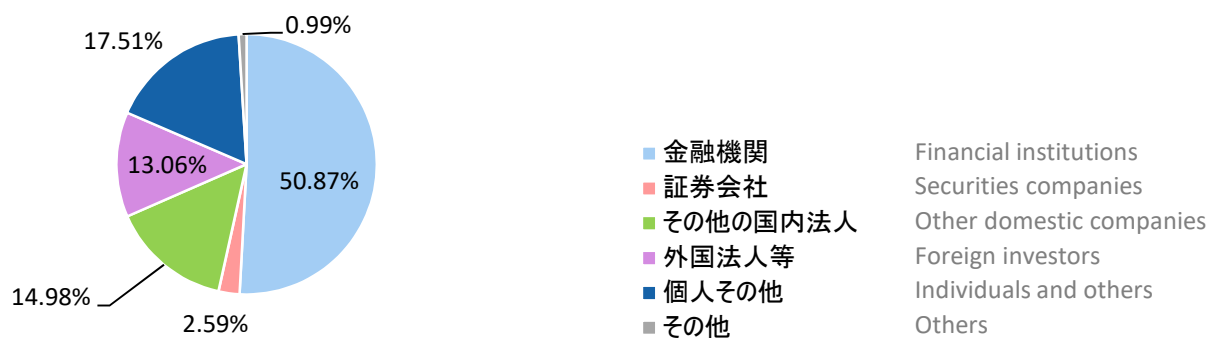 0.99%
17.51%
13.06%
50.87%
14.98%
2.59%
金融機関 Financial institutions
証券会社 Securities companies
その他の国内法人 Other domestic companies
外国法人等 Foreign investors
個人その他 Individuals and others
その他 Others